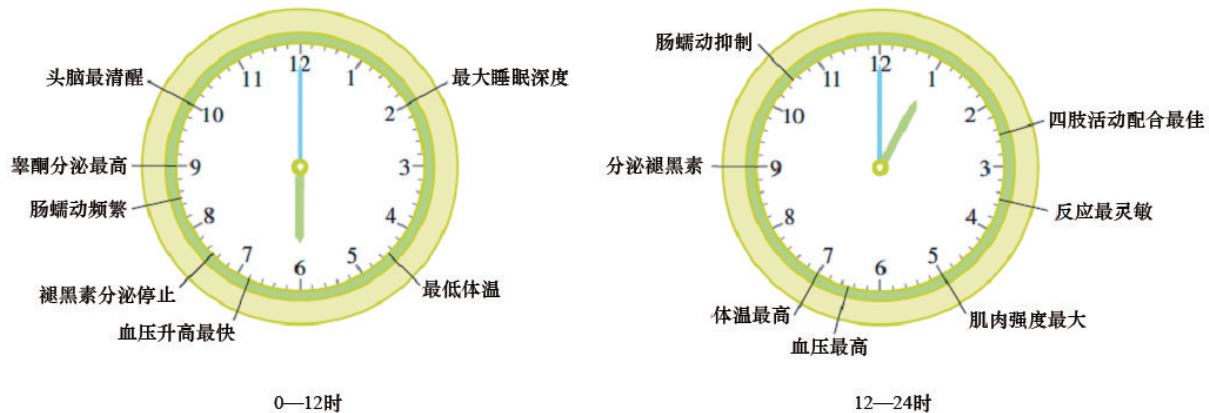 头脑最清醒
最大睡眠深度
睾酮分泌最高
肠蠕动频繁
褪黑素分泌停止
血压升高最快
最低体温
12
1
2
3
4
5
6
7
8
9
10
11
0—12时
肠蠕动抑制
四肢活动配合最佳
分泌褪黑素
反应最灵敏
体温最高
血压最高
肌肉强度最大
12
1
2
3
4
5
6
7
8
9
10
11
12—24时